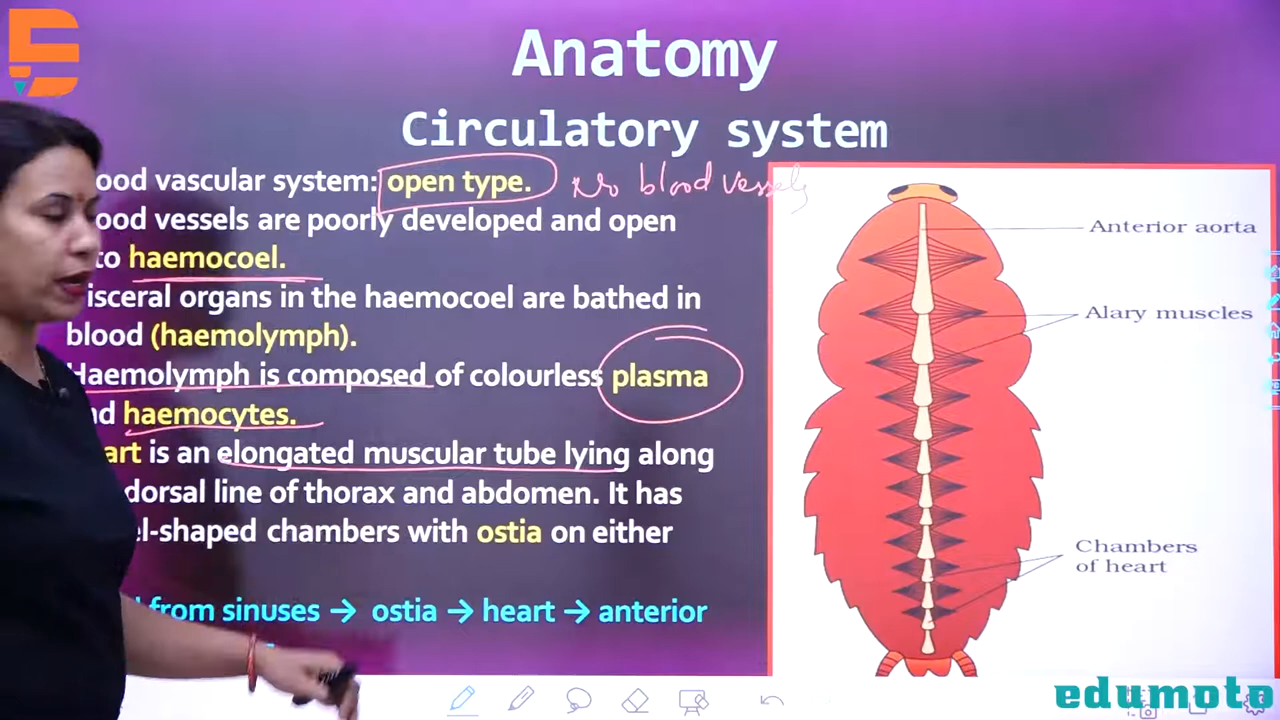 Anatomy
Circulatory system
ood vascular system: open type. No blood vessels
ood vessels are poorly developed and open
to haemocoel.
isceral organs in the haemocoel are bathed in
blood (haemolymph).
Haemolymph is composed of colourless plasma
nd haemocytes.
art is an elongated muscular tube lying along
dorsal line of thorax and abdomen. It has
el-shaped chambers with ostia on either
from sinuses → ostia → heart → anterior
Anterior aorta
Alary muscles
Chambers
of heart
edumoto